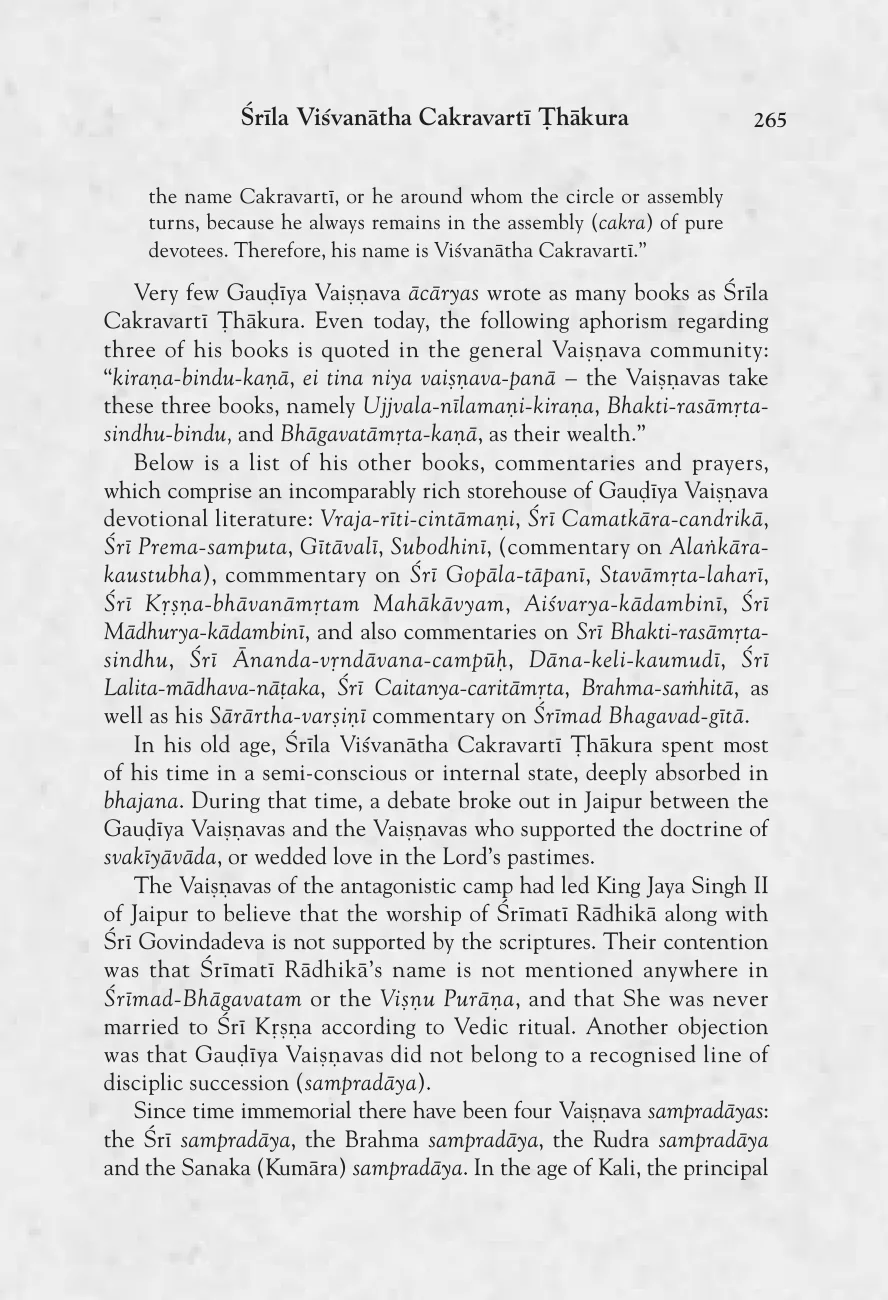 Śrīla Viśvanātha Cakravartī Ṭhākura 265
the name Cakravartī, or he around whom the circle or assembly
turns, because he always remains in the assembly (cakra) of pure
devotees. Therefore, his name is Viśvanātha Cakravartī.”
Very few Gauḍīya Vaiṣṇava ācāryas wrote as many books as Śrīla
Cakravartī Ṭhākura. Even today, the following aphorism regarding
three of his books is quoted in the general Vaiṣṇava community:
“kiraṇa-bindu-kaṇā, ei tina niya vaiṣṇava-panā – the Vaiṣṇavas take
these three books, namely Ujjvala-nīlamaṇi-kiraṇa, Bhakti-rasāmṛta-
sindhu-bindu, and Bhāgavatāmṛta-kaṇā, as their wealth.”
Below is a list of his other books, commentaries and prayers,
which comprise an incomparably rich storehouse of Gauḍīya Vaiṣṇava
devotional literature: Vraja-rīti-cintāmaṇi, Śrī Camatkāra-candrikā,
Śrī Prema-samputa, Gītāvalī, Subodhinī, (commentary on Alaṅkāra-
kaustubha), commmentary on Śrī Gopāla-tāpanī, Stavāmṛta-laharī,
Śrī Kṛṣṇa-bhāvanāmṛtam Mahākāvyam, Aiśvarya-kādambinī, Śrī
Mādhurya-kādambinī, and also commentaries on Srī Bhakti-rasāmṛta-
sindhu, Śrī Ānanda-vṛndāvana-campūḥ, Dāna-keli-kaumudī, Śrī
Lalita-mādhava-nāṭaka, Śrī Caitanya-caritāmṛta, Brahma-saṁhitā, as
well as his Sārārtha-varṣiṇī commentary on Śrīmad Bhagavad-gītā.
In his old age, Śrīla Viśvanātha Cakravartī Ṭhākura spent most
of his time in a semi-conscious or internal state, deeply absorbed in
bhajana. During that time, a debate broke out in Jaipur between the
Gauḍīya Vaiṣṇavas and the Vaiṣṇavas who supported the doctrine of
svakīyāvāda, or wedded love in the Lord’s pastimes.
The Vaiṣṇavas of the antagonistic camp had led King Jaya Singh II
of Jaipur to believe that the worship of Śrīmatī Rādhikā along with
Śrī Govindadeva is not supported by the scriptures. Their contention
was that Śrīmatī Rādhikā’s name is not mentioned anywhere in
Śrīmad-Bhāgavatam or the Viṣṇu Purāṇa, and that She was never
married to Śrī Kṛṣṇa according to Vedic ritual. Another objection
was that Gauḍīya Vaiṣṇavas did not belong to a recognised line of
disciplic succession (sampradāya).
Since time immemorial there have been four Vaiṣṇava sampradāyas:
the Śrī sampradāya, the Brahma sampradāya, the Rudra sampradāya
and the Sanaka (Kumāra) sampradāya. In the age of Kali, the principal